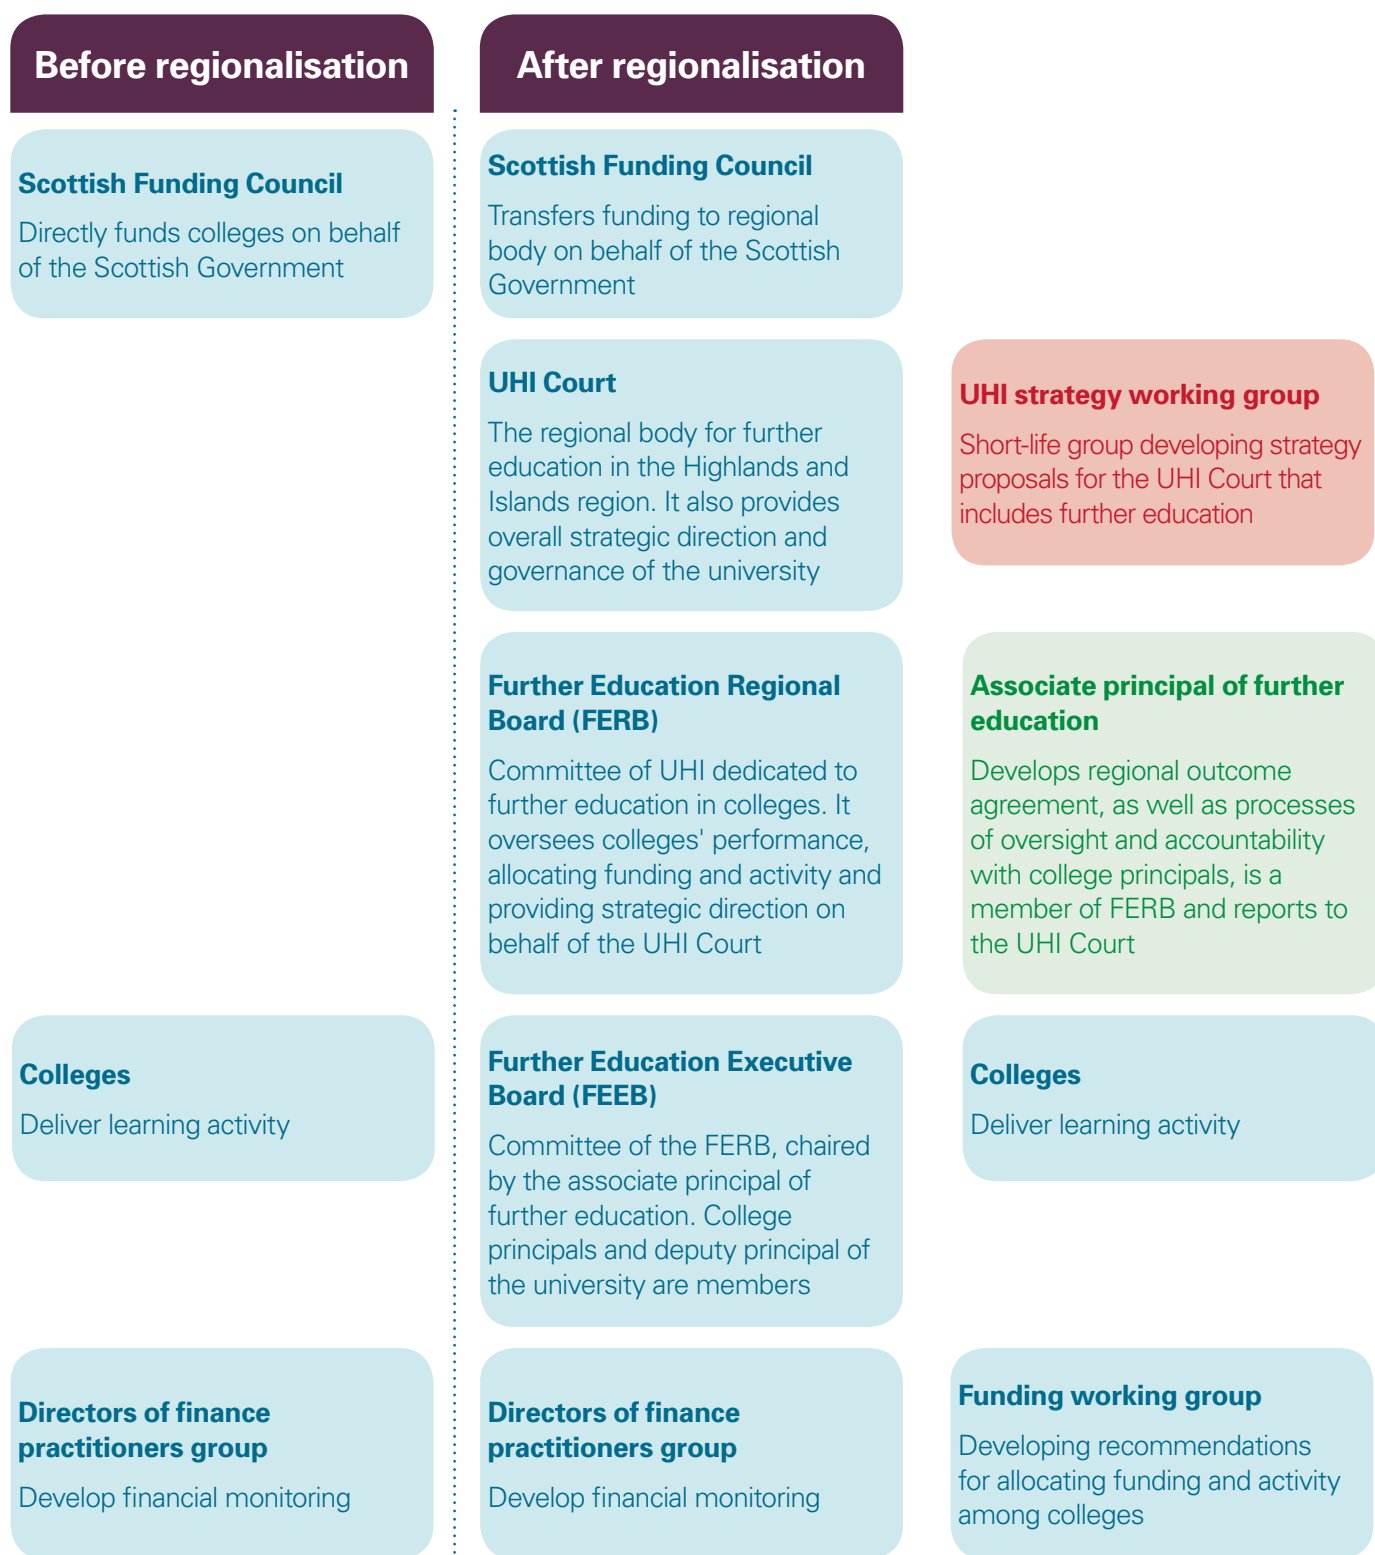 Before regionalisation
After regionalisation
Scottish Funding Council
Directly funds colleges on behalf
of the Scottish Government
Scottish Funding Council
Transfers funding to regional
body on behalf of the Scottish
Government
UHI Court
The regional body for further
education in the Highlands and
Islands region. It also provides
overall strategic direction and
governance of the university
UHI strategy working group
Short-life group developing strategy
proposals for the UHI Court that
includes further education
Further Education Regional
Board (FERB)
Committee of UHI dedicated to
further education in colleges. It
oversees colleges' performance,
allocating funding and activity and
providing strategic direction on
behalf of the UHI Court
Associate principal of further
education
Develops regional outcome
agreement, as well as processes
of oversight and accountability
with college principals, is a
member of FERB and reports to
the UHI Court
Colleges
Deliver learning activity
Further Education Executive
Board (FEEB)
Committee of the FERB, chaired
by the associate principal of
further education. College
principals and deputy principal of
the university are members
Colleges
Deliver learning activity
Directors of finance
practitioners group
Develop financial monitoring
Directors of finance
practitioners group
Develop financial monitoring
Funding working group
Developing recommendations
for allocating funding and activity
among colleges